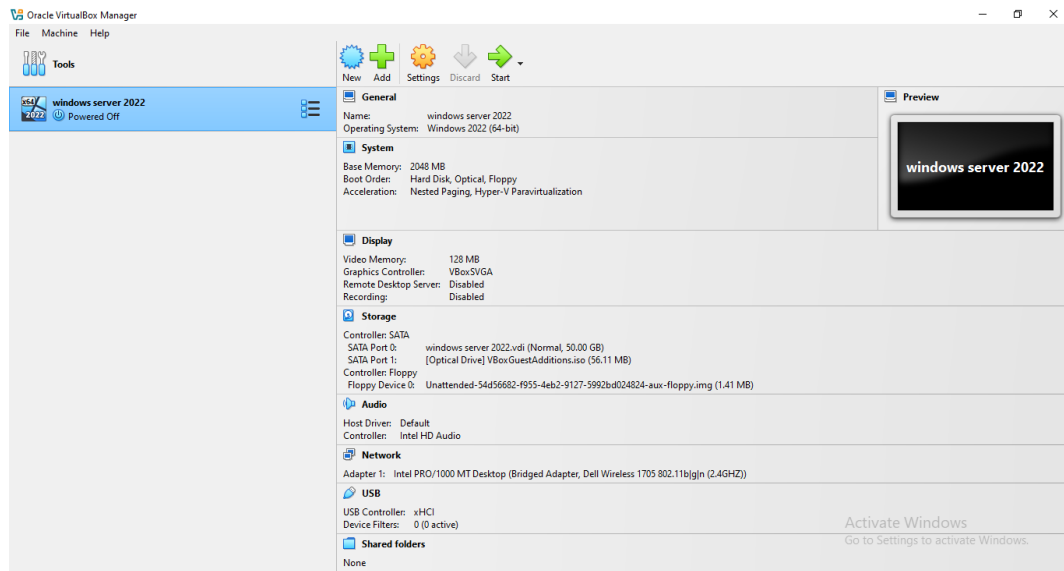 Oracle VirtualBox Manager
File Machine Help
Tools
New Add Settings Discard Start
x64
2022
windows server 2022
Powered Off
General
Name: windows server 2022
Operating System: Windows 2022 (64-bit)
System
Base Memory: 2048 MB
Boot Order: Hard Disk, Optical, Floppy
Acceleration: Nested Paging, Hyper-V Paravirtualization
Preview
windows server 2022
Display
Video Memory: 128 MB
Graphics Controller: VBoxSVGA
Remote Desktop Server: Disabled
Recording: Disabled
Storage
Controller: SATA
SATA Port 0: windows server 2022.vdi (Normal, 50.00 GB)
SATA Port 1: [Optical Drive] VBoxGuestAdditions.iso (56.11 MB)
Controller: Floppy
Floppy Device 0: Unattended-54d56682-f955-4eb2-9127-5992bd024824-aux-floppy.img (1.41 MB)
Audio
Host Driver: Default
Controller: Intel HD Audio
Network
Adapter 1: Intel PRO/1000 MT Desktop (Bridged Adapter, Dell Wireless 1705 802.11b|g|n (2.4GHZ))
USB
USB Controller: xHCI
Device Filters: 0 (0 active)
Shared folders
None
Activate Windows
Go to Settings to activate Windows.